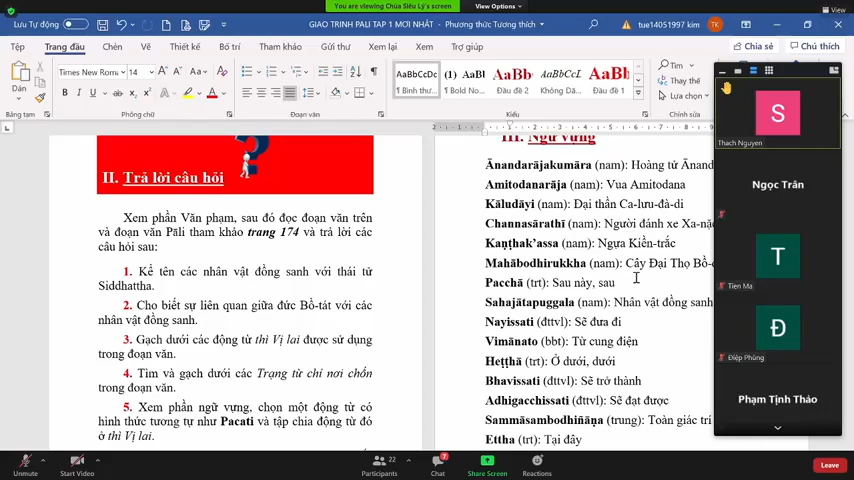 You are viewing Chùa Siêu Lý's screen
View Options
View
Lưu Tự động
GIAO TRINH PALI TAP 1 MOI NHAT - Phương thức Tương thích
tue14051997 kim
TK
Tệp
Trang đầu
Chèn
Vẽ
Thiết kế
Bố trí
Tham khảo
Gửi thư
Xem lại
Xem
Trợ giúp
Chia sẻ
Chú thích
Dán
Times New Roma
14
Aa
AaBbCcDc
(1) AaBl
AaBb
AaBbCcL
AaBb
Tìm
Thay thế
Lựa chọn
Bình thư...
(1) Bold No...
Đầu đề 2
Không Dã...
Đầu đề 1
Phông chữ
Kiểu
II. Trả lời câu hỏi
Xem phần Văn phạm, sau đó đọc đoạn văn trên
và đoạn văn Pāli tham khảo trang 174 và trả lời các
câu hỏi sau:
1. Kể tên các nhân vật đồng sanh với thái tử
Siddhattha.
2. Cho biết sự liên quan giữa đức Bồ-tát với các
nhân vật đồng sanh.
3. Gạch dưới các động từ thì Vị lai được sử dụng
trong đoạn văn.
4. Tìm và gạch dưới các Trạng từ chỉ nơi chốn
trong đoạn văn.
5. Xem phần ngữ vựng, chọn một động từ có
hình thức tương tự như Pacati và tập chia động từ đó
ở thì Vị lai.
III. Ngữ vựng
Ānandarājakumāra (nam): Hoàng tử Ānand
Amitodanarāja (nam): Vua Amitodana
Kāludāyi (nam): Đại thần Ca-lưu-đà-di
Channasārathī (nam): Người đánh xe Xa-nặ
Kaṇṭhak'assa (nam): Ngựa Kiền-trắc
Mahābodhirukkha (nam): Cây Đại Thọ Bồ-đ
Pacchā (trt): Sau này, sau
Sahajātapuggala (nam): Nhân vật đồng sanh
Nayissati (đttvl): Sẽ đưa đi
Vimānato (bbt): Từ cung điện
Heṭṭhā (trt): Ở dưới, dưới
Bhavissati (đttvl): Sẽ trở thành
Adhigacchissati (đttvl): Sẽ đạt được
Sammāsambodhiñāṇa (trung): Toàn giác trí
Ettha (trt): Tại đây
S
Thach Nguyen
Ngọc Trân
T
Tien Ma
Đ
Điệp Phùng
Phạm Tịnh Thảo
Unmute
Start Video
22
Participants
7
Chat
Share Screen
Reactions
Leave